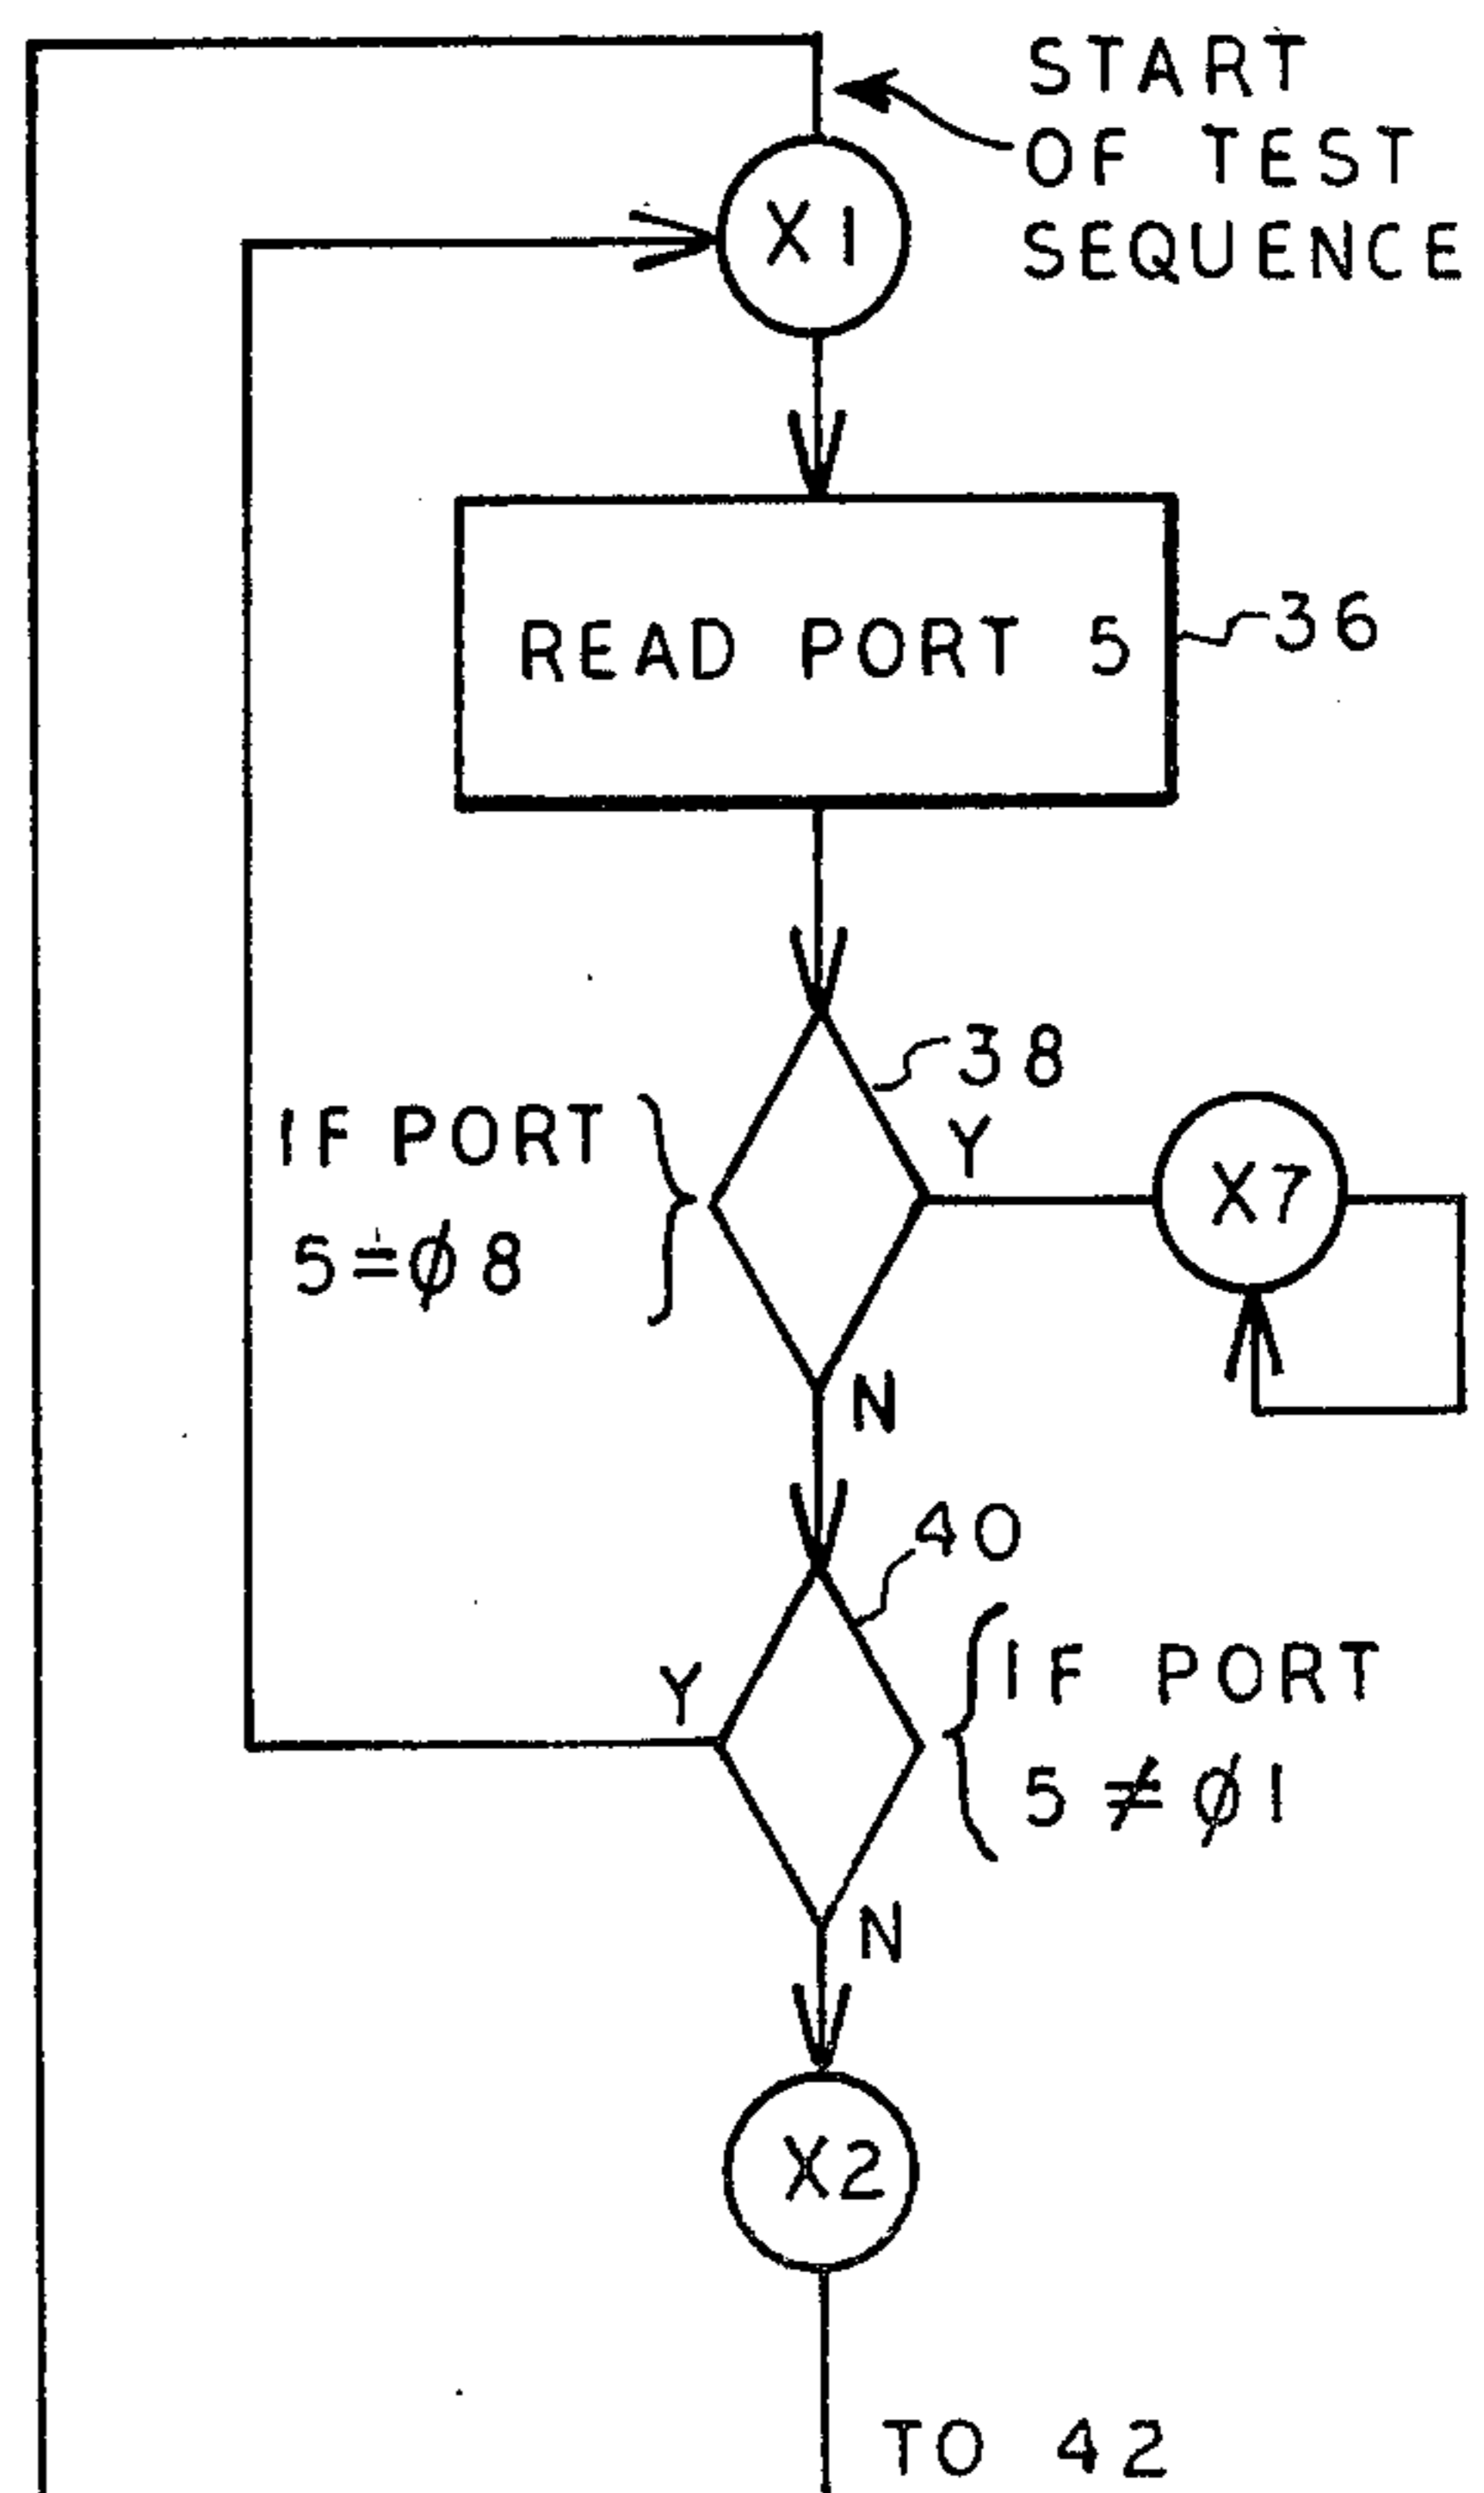 START
OF TEST
SEQUENCE
X1
READ PORT 5
36
38
IF PORT
5=Ø8
Y
X7
N
40
Y
IF PORT
5≠Ø1
N
X2
TO 42